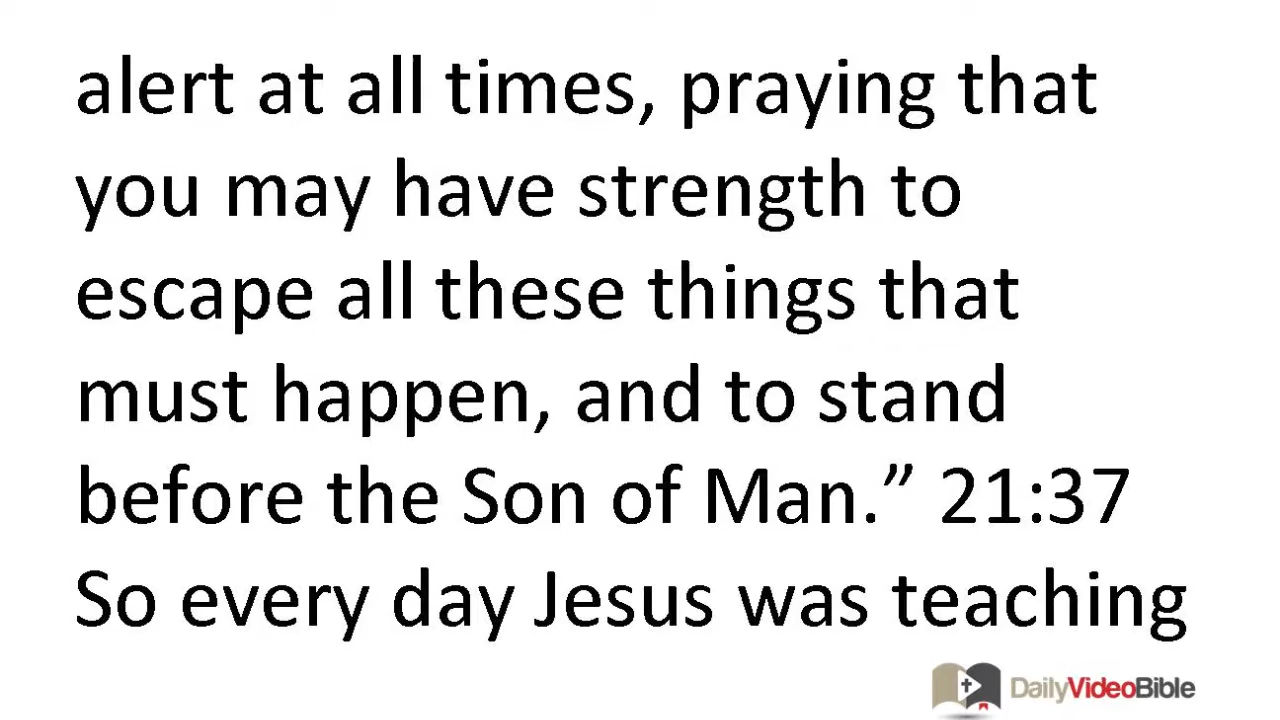 alert at all times, praying that
you may have strength to
escape all these things that
must happen, and to stand
before the Son of Man.” 21:37
So every day Jesus was teaching
DailyVideoBible